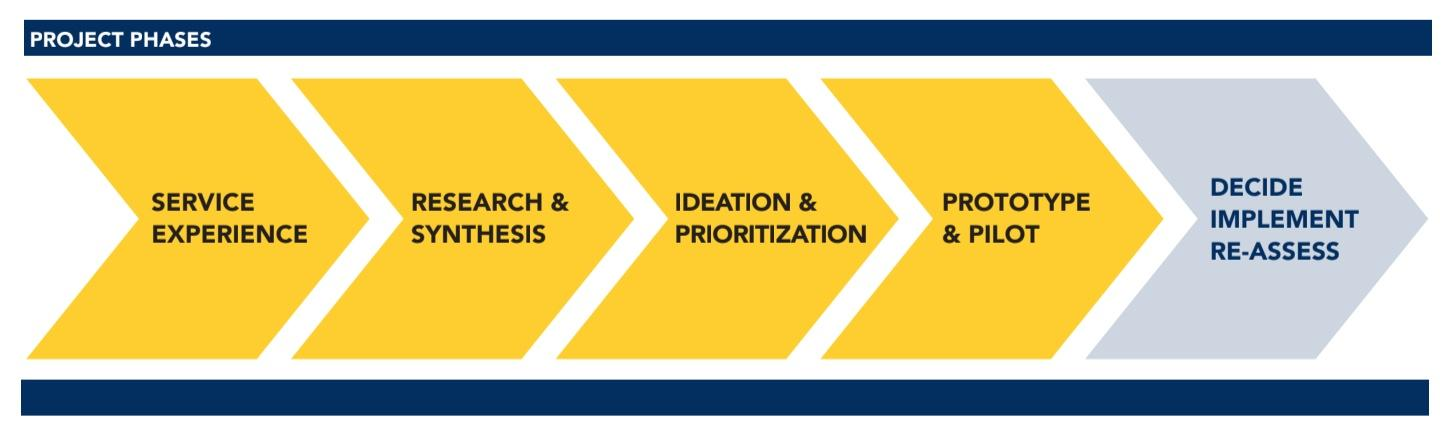 PROJECT PHASES
SERVICE
EXPERIENCE
RESEARCH &
SYNTHESIS
IDEATION &
PRIORITIZATION
PROTOTYPE
& PILOT
DECIDE
IMPLEMENT
RE-ASSESS